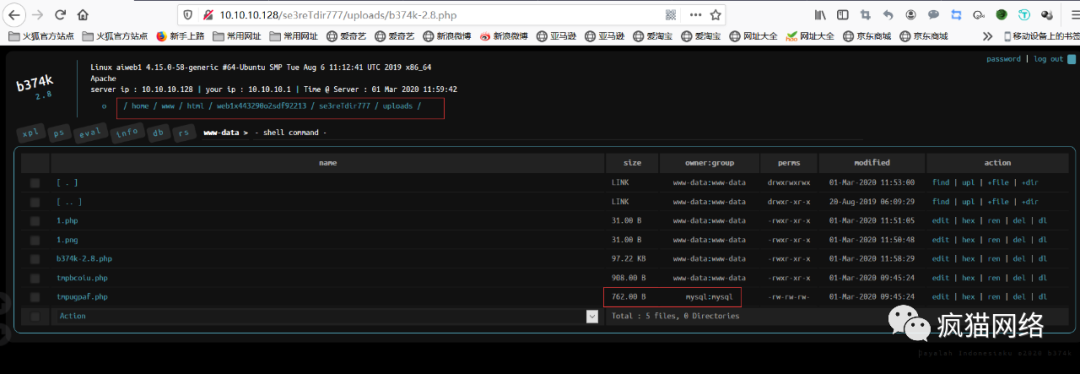 10.10.10.128/se3reTdir777/uploads/b374k-2.8.php
火狐官方站点 火狐官方站点 新手上路 常用网址 常用网址 爱奇艺 爱奇艺 新浪微博 新浪微博 亚马逊 亚马逊 爱淘宝 爱淘宝 网址大全 网址大全 京东商城 京东商城 移动设备上的书签
b374k
2.8
Linux aiweb1 4.15.0-58-generic #64-Ubuntu SMP Tue Aug 6 11:12:41 UTC 2019 x86_64
Apache
server ip : 10.10.10.128 | your ip : 10.10.10.1 | Time @ Server : 01 Mar 2020 11:59:42
o / home / www / html / web1x443290o2sdf92213 / se3reTdir777 / uploads /
password | log out
xpl ps eval info db rs www-data > - shell command -
name size owner:group perms modified action
[ . ] LINK www-data:www-data drwxrwxrwx 01-Mar-2020 11:53:00 find | upl | +file | +dir
[ .. ] LINK www-data:www-data drwxr-xr-x 20-Aug-2019 06:09:29 find | upl | +file | +dir
1.php 31.00 B www-data:www-data -rwxr-xr-x 01-Mar-2020 11:51:05 edit | hex | ren | del | dl
1.png 31.00 B www-data:www-data -rwxr-xr-x 01-Mar-2020 11:50:48 edit | hex | ren | del | dl
b374k-2.8.php 97.22 KB www-data:www-data -rwxr-xr-x 01-Mar-2020 11:58:29 edit | hex | ren | del | dl
tmpbcolu.php 908.00 B www-data:www-data -rwxr-xr-x 01-Mar-2020 09:45:24 edit | hex | ren | del | dl
tmpugpaf.php 762.00 B mysql:mysql -rw-rw-rw- 01-Mar-2020 09:45:24 edit | hex | ren | del | dl
Action Total : 5 files, 0 Directories
疯猫网络